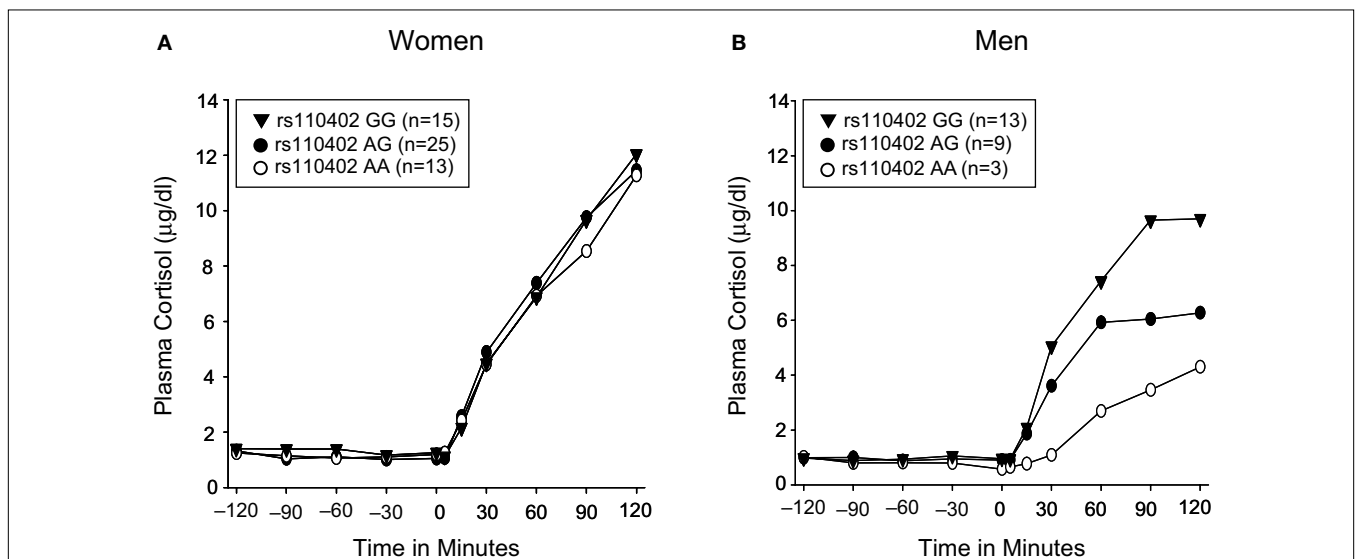 A
Women
14
12
10
8
6
4
2
0
Plasma Cortisol (µg/dl)
rs110402 GG (n=15)
rs110402 AG (n=25)
rs110402 AA (n=13)
–120 –90 –60 –30 0 30 60 90 120
Time in Minutes
B
Men
14
12
10
8
6
4
2
0
Plasma Cortisol (µg/dl)
rs110402 GG (n=13)
rs110402 AG (n=9)
rs110402 AA (n=3)
–120 –90 –60 –30 0 30 60 90 120
Time in Minutes